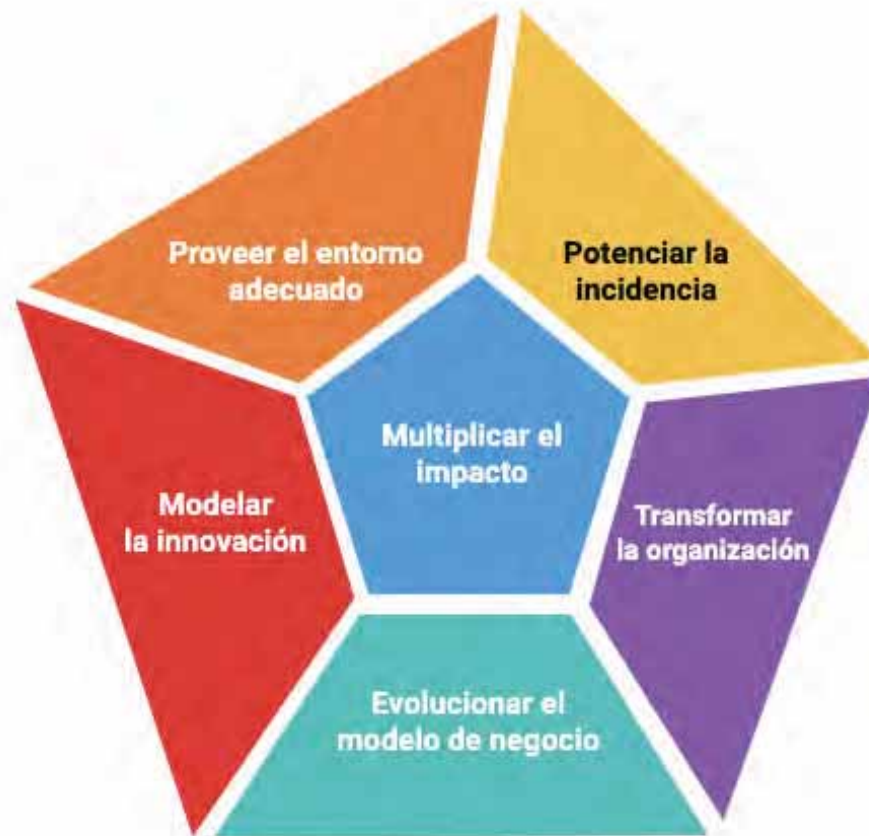 Proveer el entorno
adecuado
Potenciar la
incidencia
Multiplicar el
impacto
Modelar
la innovación
Transformar
la organización
Evolucionar el
modelo de negocio